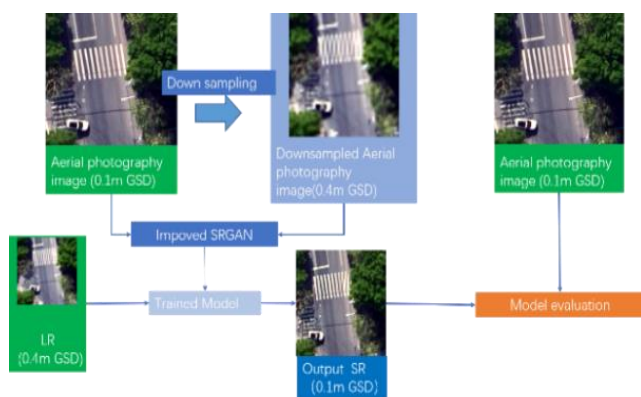 Down sampling
Aerial photography
image (0.1m GSD)
Downsampled Aerial
photography
image(0.4m GSD)
Aerial photography
image (0.1m GSD)
Impoved SRGAN
LR
(0.4m GSD)
Trained Model
Output SR
(0.1m GSD)
Model evaluation